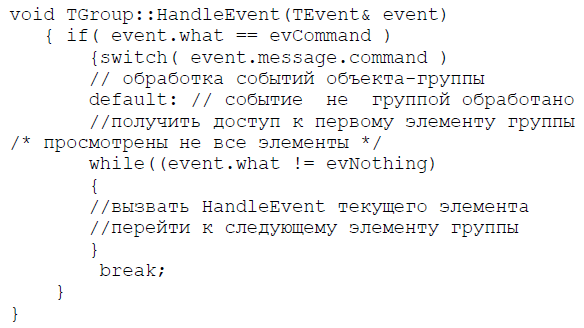 void TGroup::HandleEvent(TEvent& event)
{ if( event.what == evCommand )
{switch( event.message.command )
// обработка событий объекта-группы
default: // событие не группой обработано
//получить доступ к первому элементу группы
/* просмотрены не все элементы */
while((event.what != evNothing)
{
//вызвать HandleEvent текущего элемента
//перейти к следующему элементу группы
}
break;
}
}